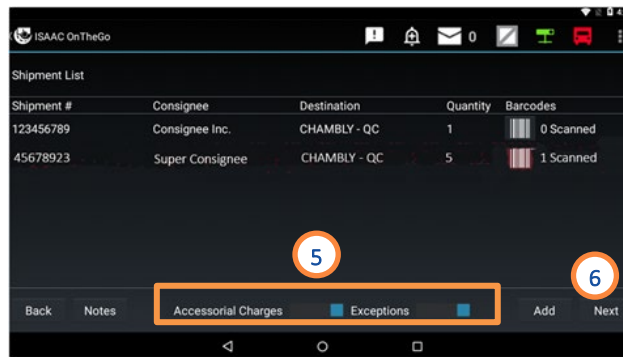 ISAAC OnTheGo 0
Shipment List
Shipment # Consignee Destination Quantity Barcodes
123456789 Consignee Inc. CHAMBLY - QC 1 0 Scanned
45678923 Super Consignee CHAMBLY - QC 5 1 Scanned
5
6
Back Notes Accessorial Charges Exceptions Add Next